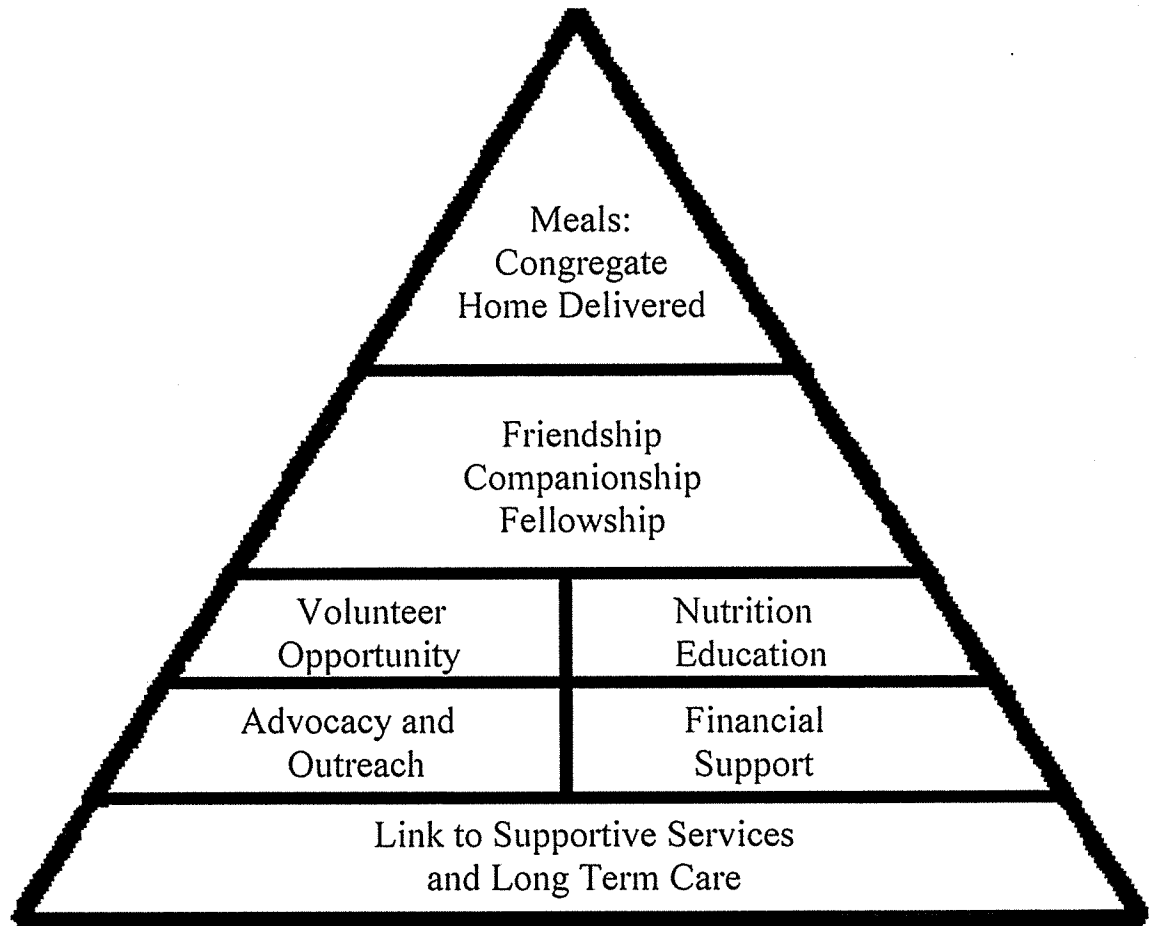 Meals:
Congregate
Home Delivered
Friendship
Companionship
Fellowship
Volunteer
Opportunity
Nutrition
Education
Advocacy and
Outreach
Financial
Support
Link to Supportive Services
and Long Term Care